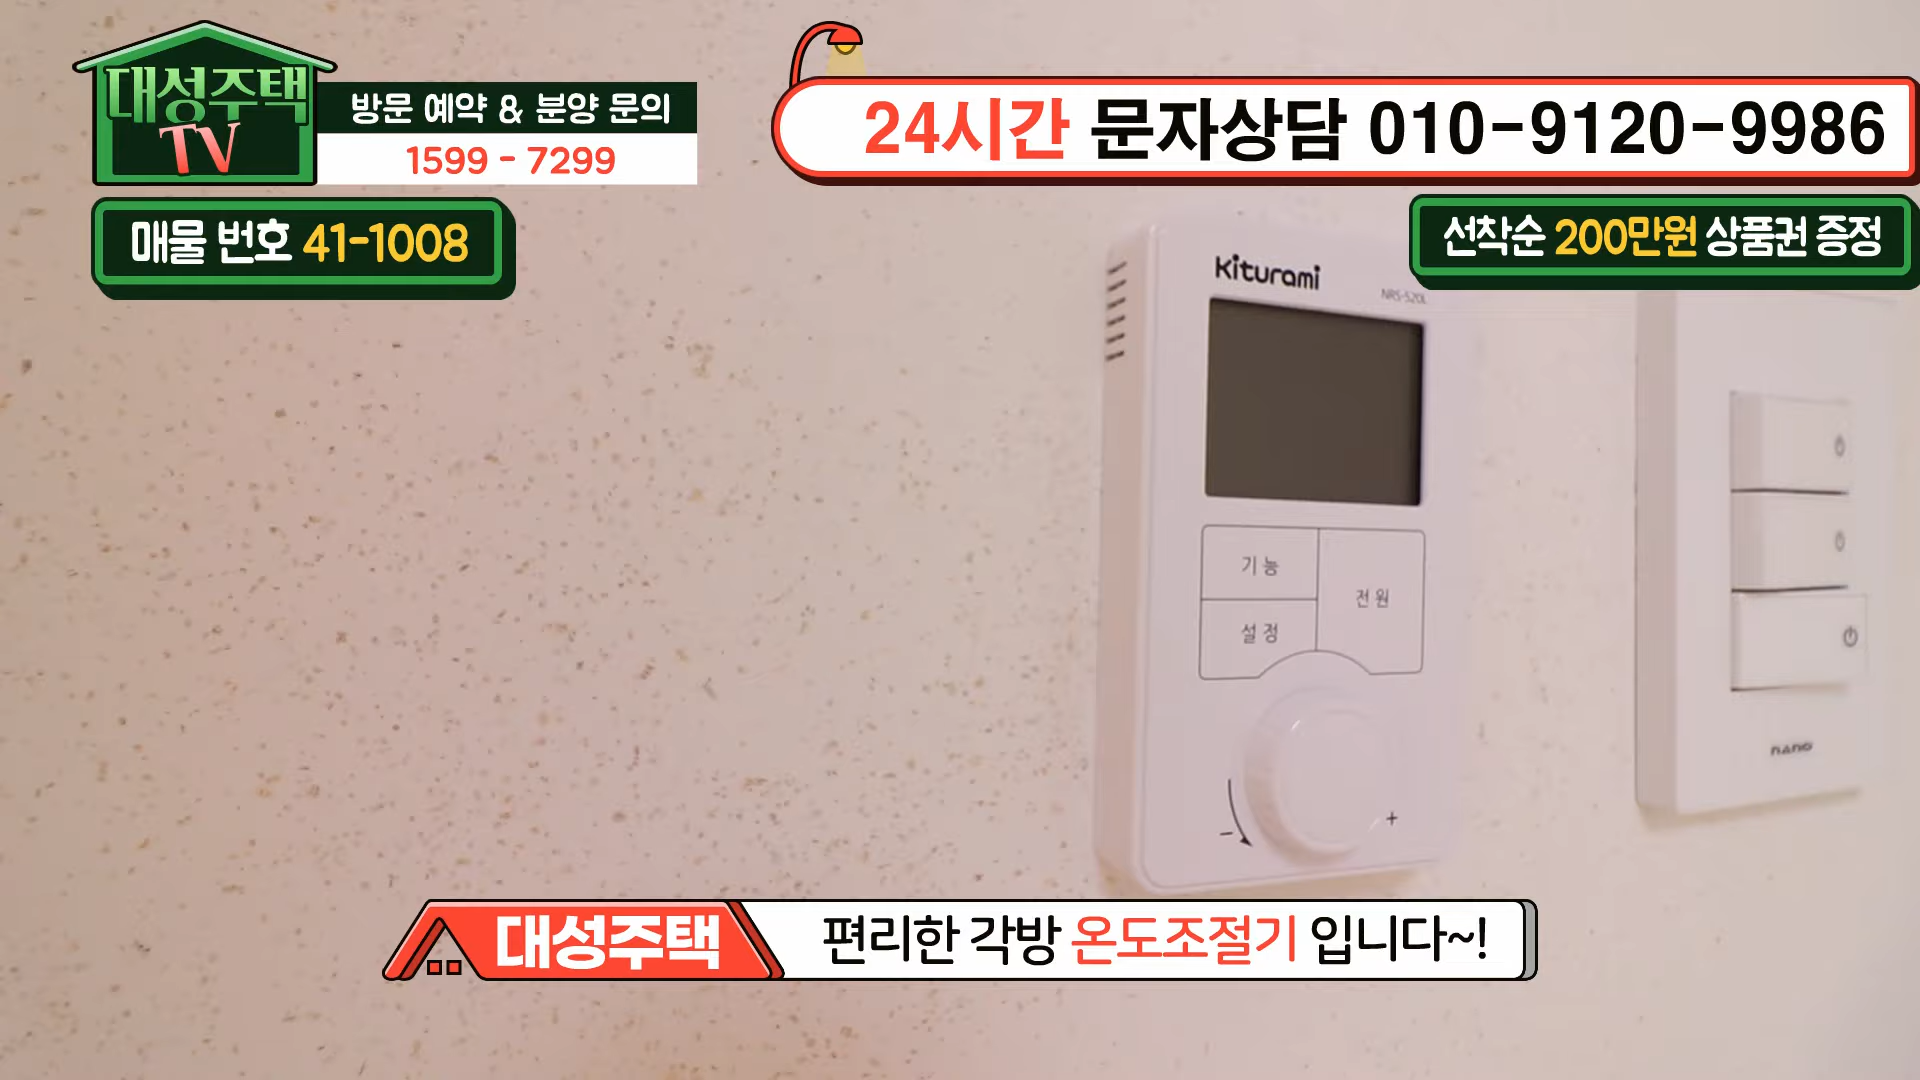 대성주택
TV
방문 예약 & 분양 문의
1599 - 7299
24시간 문자상담 010-9120-9986
매물 번호 41-1008
선착순 200만원 상품권 증정
kiturami
NRS-520L
기능
설정
전원
- +
nano
대성주택
편리한 각방 온도조절기 입니다~!